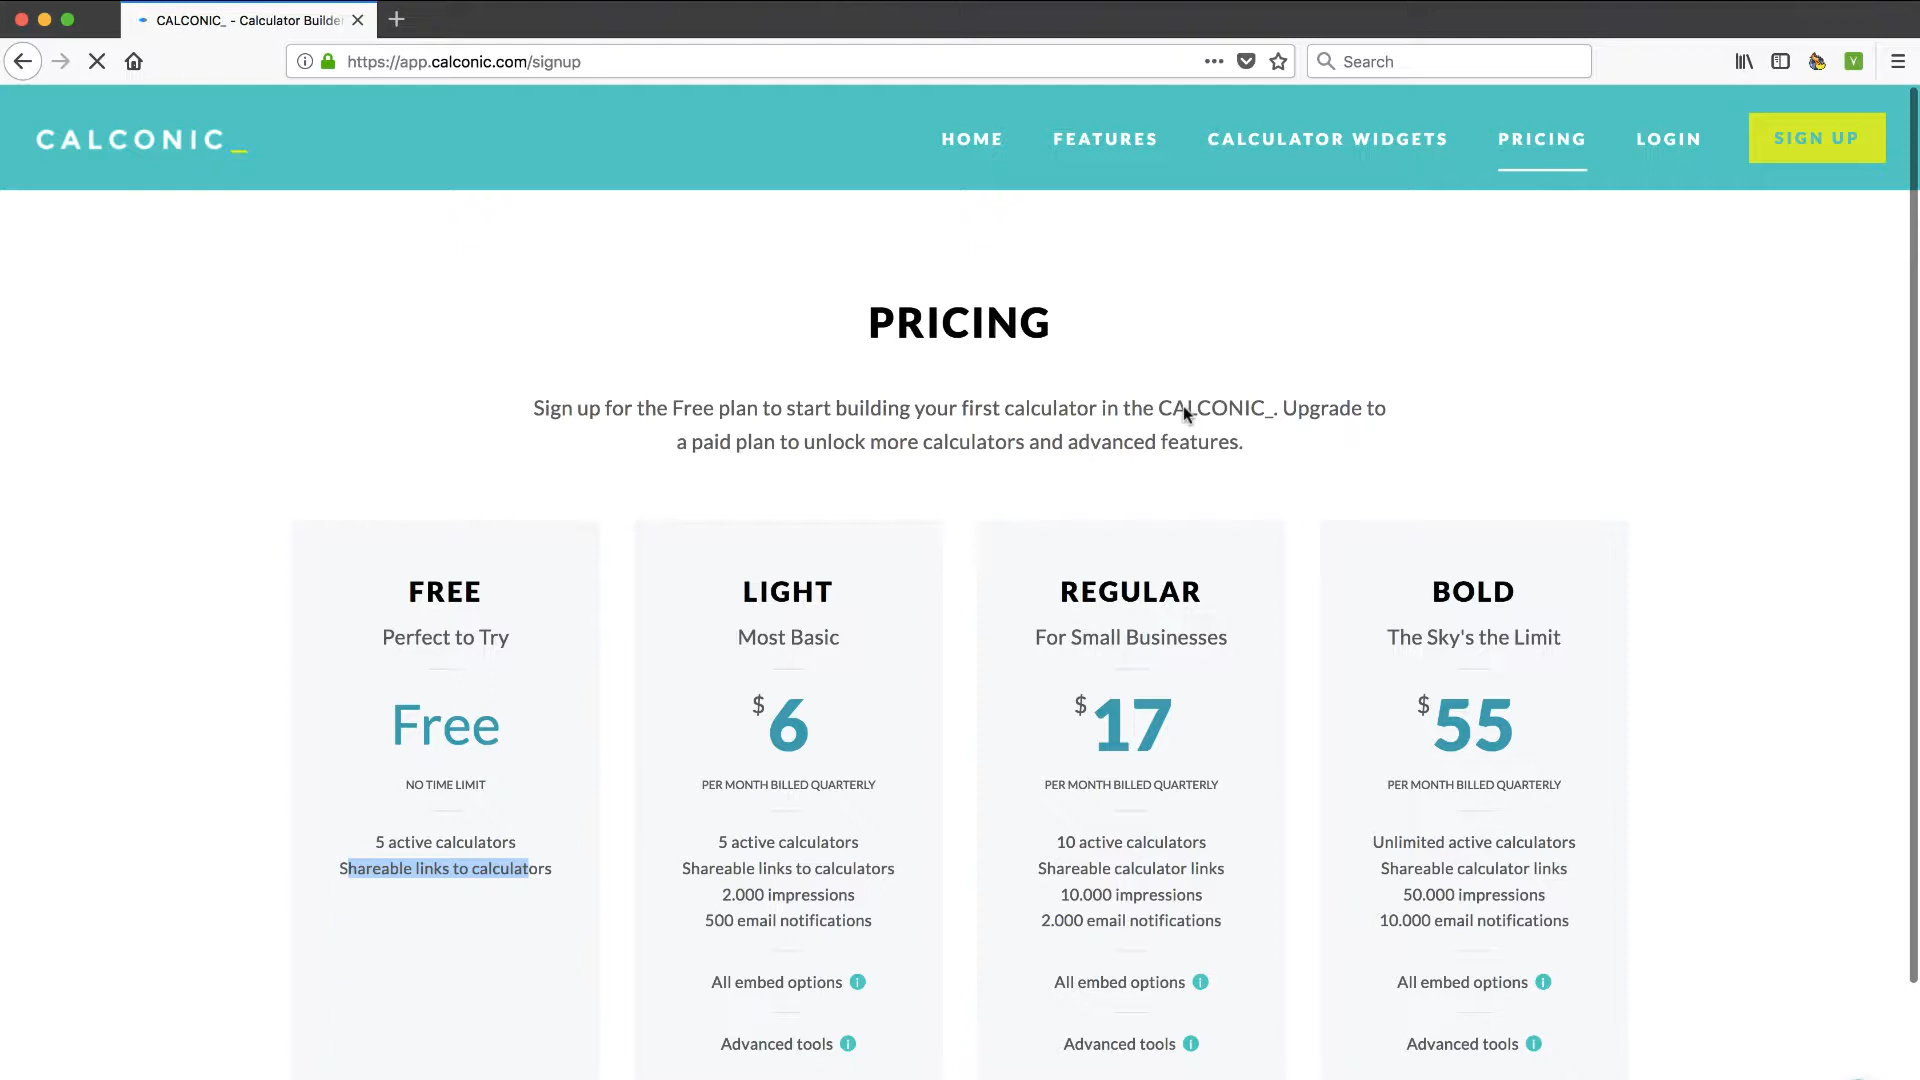 CALCONIC_ - Calculator Builder
https://app.calconic.com/signup
Search
CALCONIC_
HOME
FEATURES
CALCULATOR WIDGETS
PRICING
LOGIN
SIGN UP
PRICING
Sign up for the Free plan to start building your first calculator in the CALCONIC_. Upgrade to
a paid plan to unlock more calculators and advanced features.
FREE
Perfect to Try
Free
NO TIME LIMIT
5 active calculators
Shareable links to calculators
LIGHT
Most Basic
$6
PER MONTH BILLED QUARTERLY
5 active calculators
Shareable links to calculators
2.000 impressions
500 email notifications
All embed options i
Advanced tools i
REGULAR
For Small Businesses
$17
PER MONTH BILLED QUARTERLY
10 active calculators
Shareable calculator links
10.000 impressions
2.000 email notifications
All embed options i
Advanced tools i
BOLD
The Sky's the Limit
$55
PER MONTH BILLED QUARTERLY
Unlimited active calculators
Shareable calculator links
50.000 impressions
10.000 email notifications
All embed options i
Advanced tools i